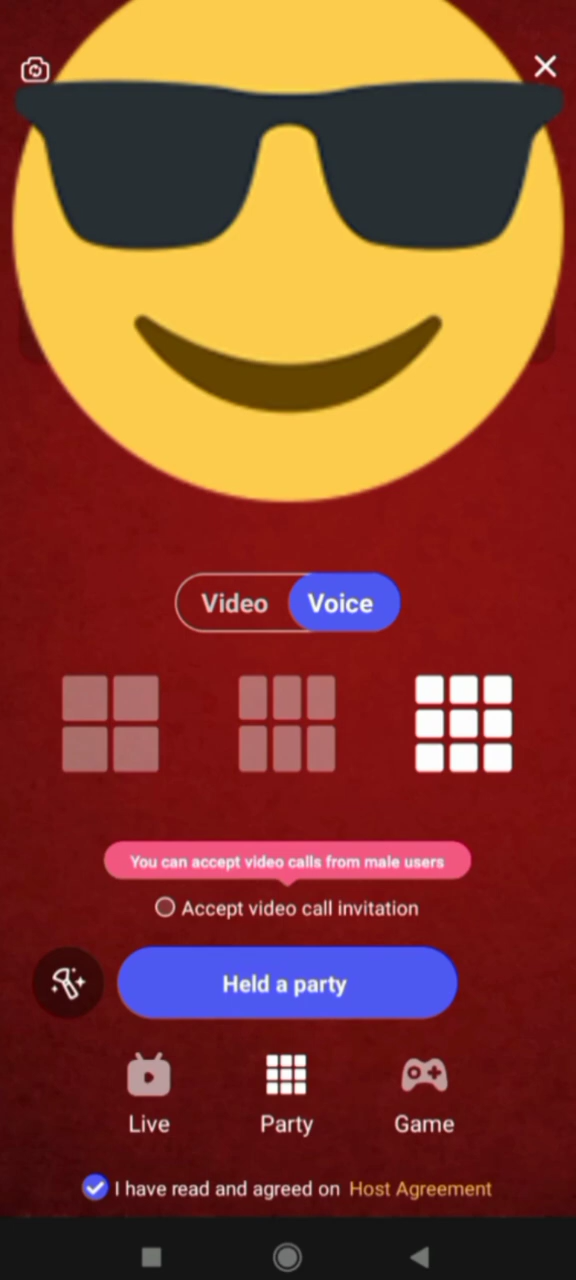 Video Voice
You can accept video calls from male users
Accept video call invitation
Held a party
Live Party Game
I have read and agreed on Host Agreement